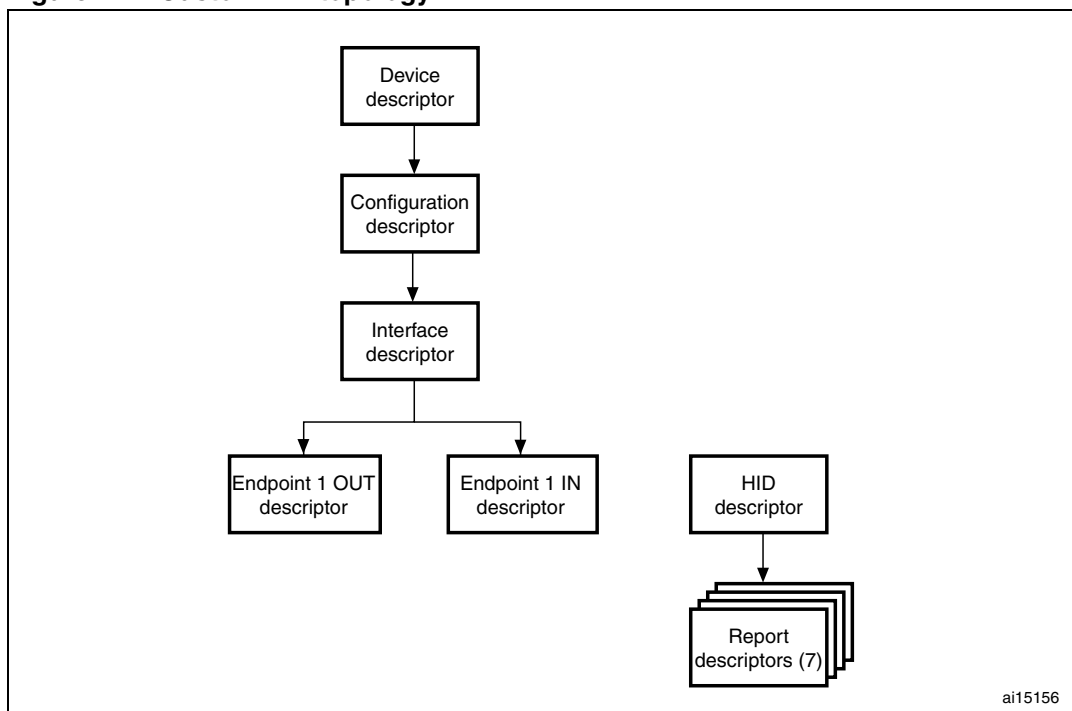 Device
descriptor
Configuration
descriptor
Interface
descriptor
Endpoint 1 OUT
descriptor
Endpoint 1 IN
descriptor
HID
descriptor
Report
descriptors (7)
ai15156